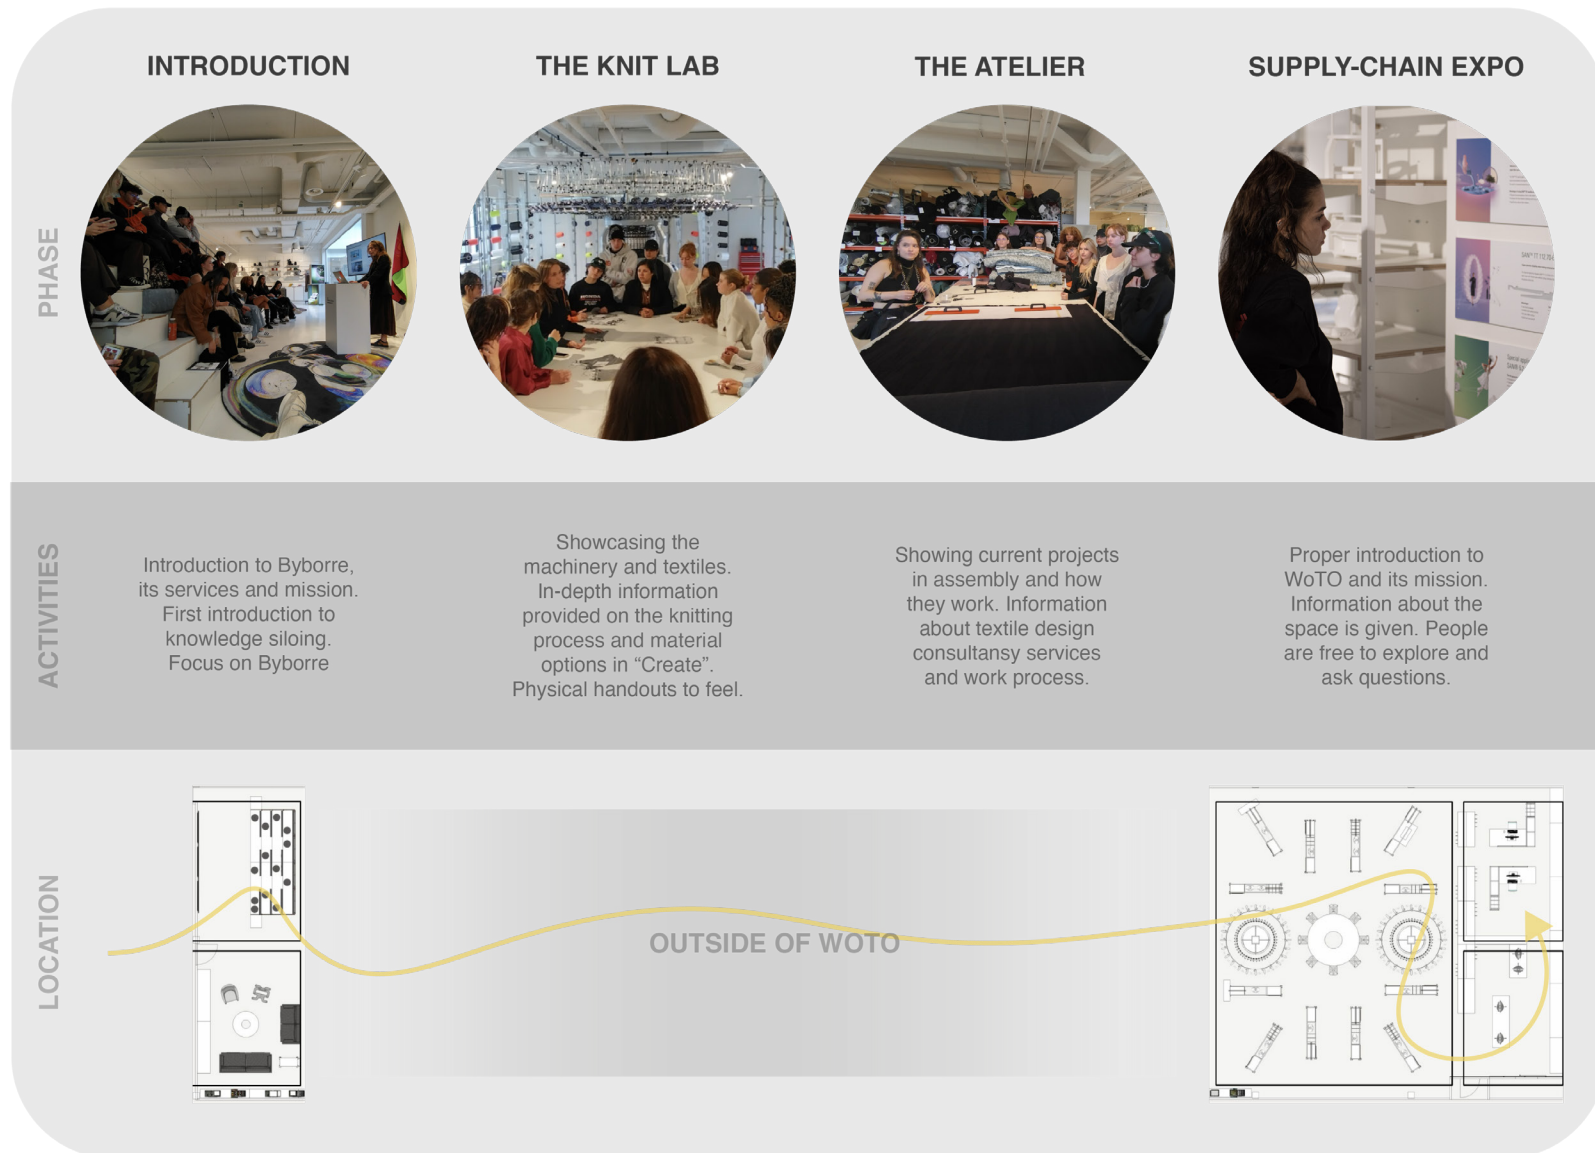 INTRODUCTION
THE KNIT LAB
THE ATELIER
SUPPLY-CHAIN EXPO
PHASE
ACTIVITIES
Introduction to Byborre,
its services and mission.
First introduction to
knowledge siloing.
Focus on Byborre
Showcasing the
machinery and textiles.
In-depth information
provided on the knitting
process and material
options in “Create”.
Physical handouts to feel.
Showing current projects
in assembly and how
they work. Information
about textile design
consultansy services
and work process.
Proper introduction to
WoTO and its mission.
Information about the
space is given. People
are free to explore and
ask questions.
LOCATION
OUTSIDE OF WOTO